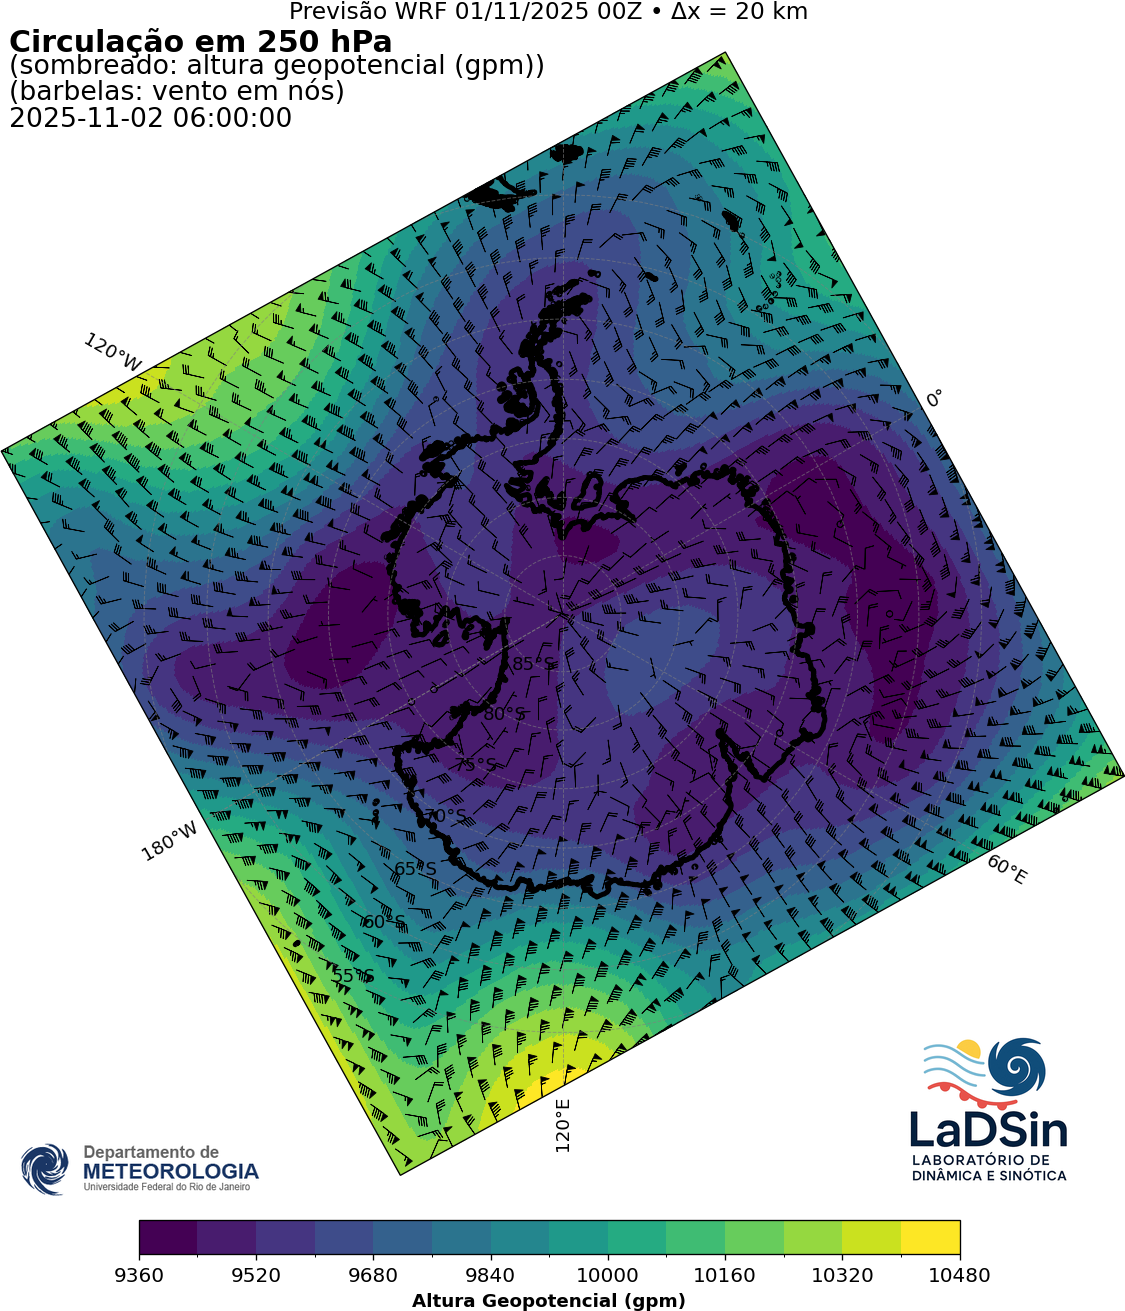 Previsão WRF 01/11/2025 00Z • Δx = 20 km
Circulação em 250 hPa
(sombreado: altura geopotencial (gpm))
(barbelas: vento em nós)
2025-11-02 06:00:00
120°W
0°
85°S
80°S
75°S
70°S
65°S
60°S
55°S
180°W
60°E
120°E
Departamento de
METEOROLOGIA
Universidade Federal do Rio de Janeiro
LaDSin
LABORATÓRIO DE
DINÂMICA E SINÓTICA
9360 9520 9680 9840 10000 10160 10320 10480
Altura Geopotencial (gpm)